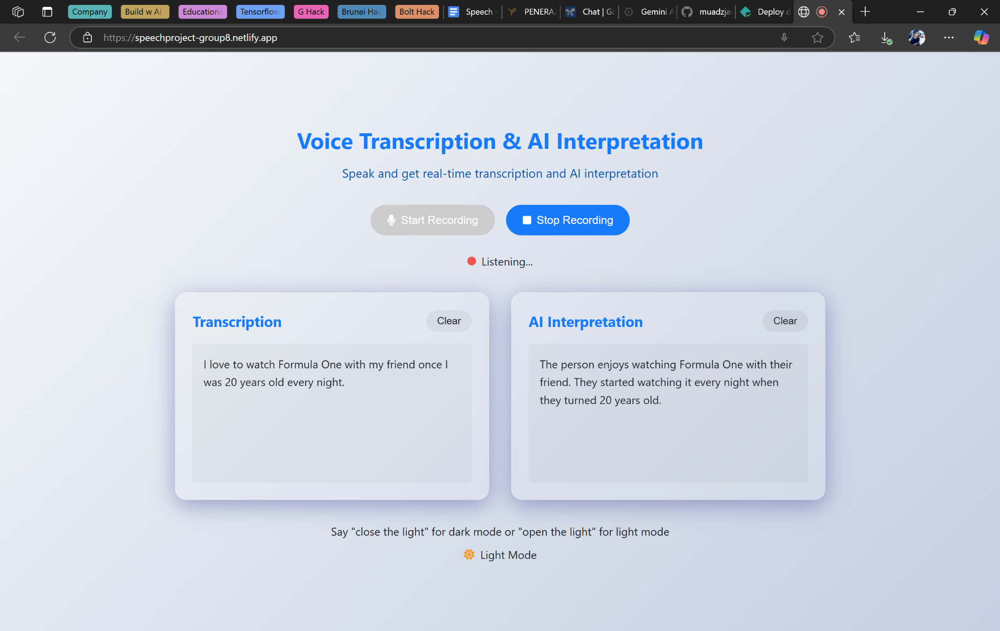 Company
Build w AI
Educationa
Tensorflow
G Hack
Brunei Hac
Bolt Hack
Speech -
PENERAJ
Chat | Go
Gemini A
muadzja
Deploy d
https://speechproject-group8.netlify.app
Voice Transcription & AI Interpretation
Speak and get real-time transcription and AI interpretation
Start Recording
Stop Recording
Listening...
Transcription
Clear
I love to watch Formula One with my friend once I
was 20 years old every night.
AI Interpretation
Clear
The person enjoys watching Formula One with their
friend. They started watching it every night when
they turned 20 years old.
Say "close the light" for dark mode or "open the light" for light mode
Light Mode